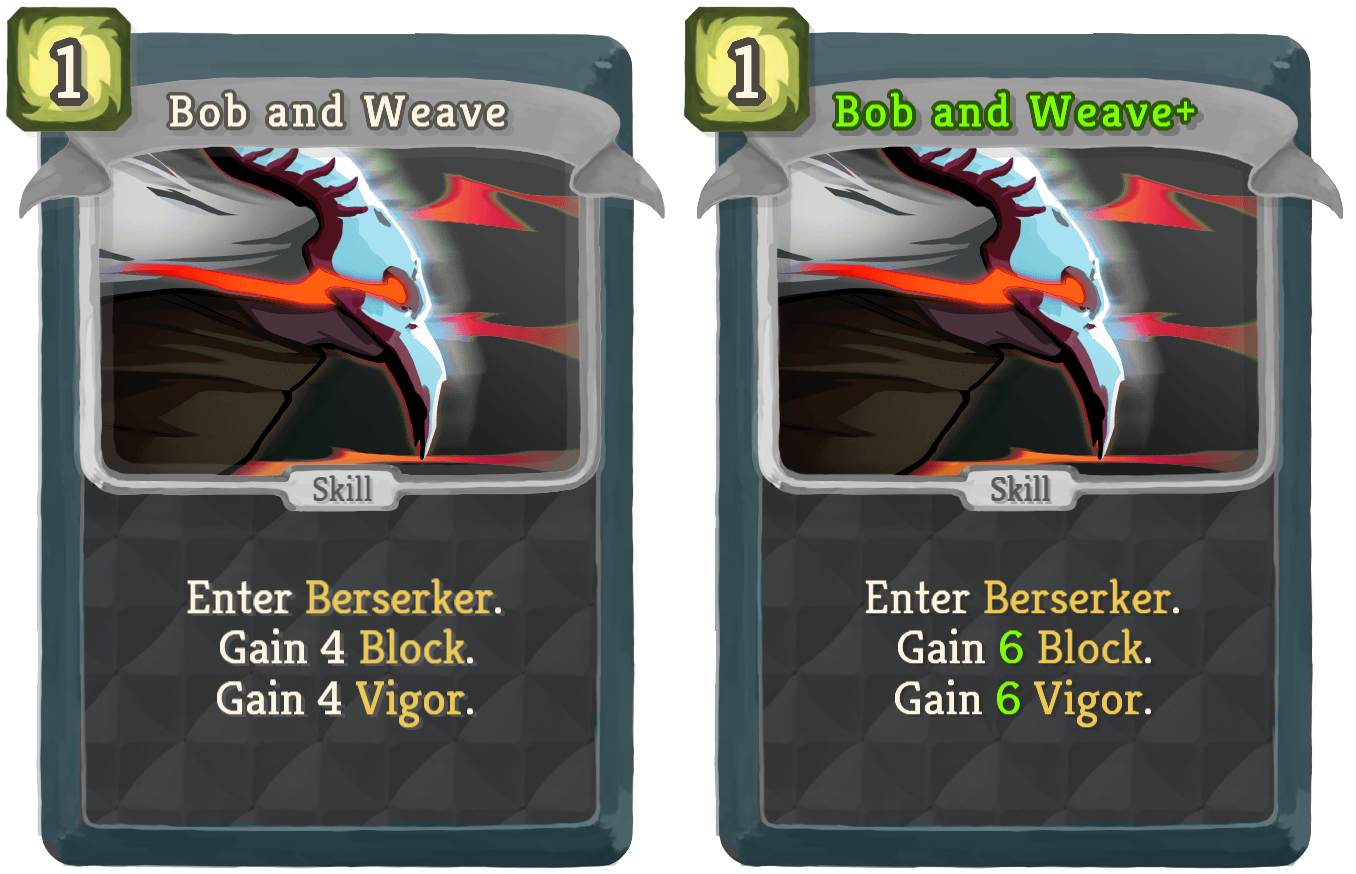 1
Bob and Weave
Skill
Enter Berserker.
Gain 4 Block.
Gain 4 Vigor.
1
Bob and Weave+
Skill
Enter Berserker.
Gain 6 Block.
Gain 6 Vigor.